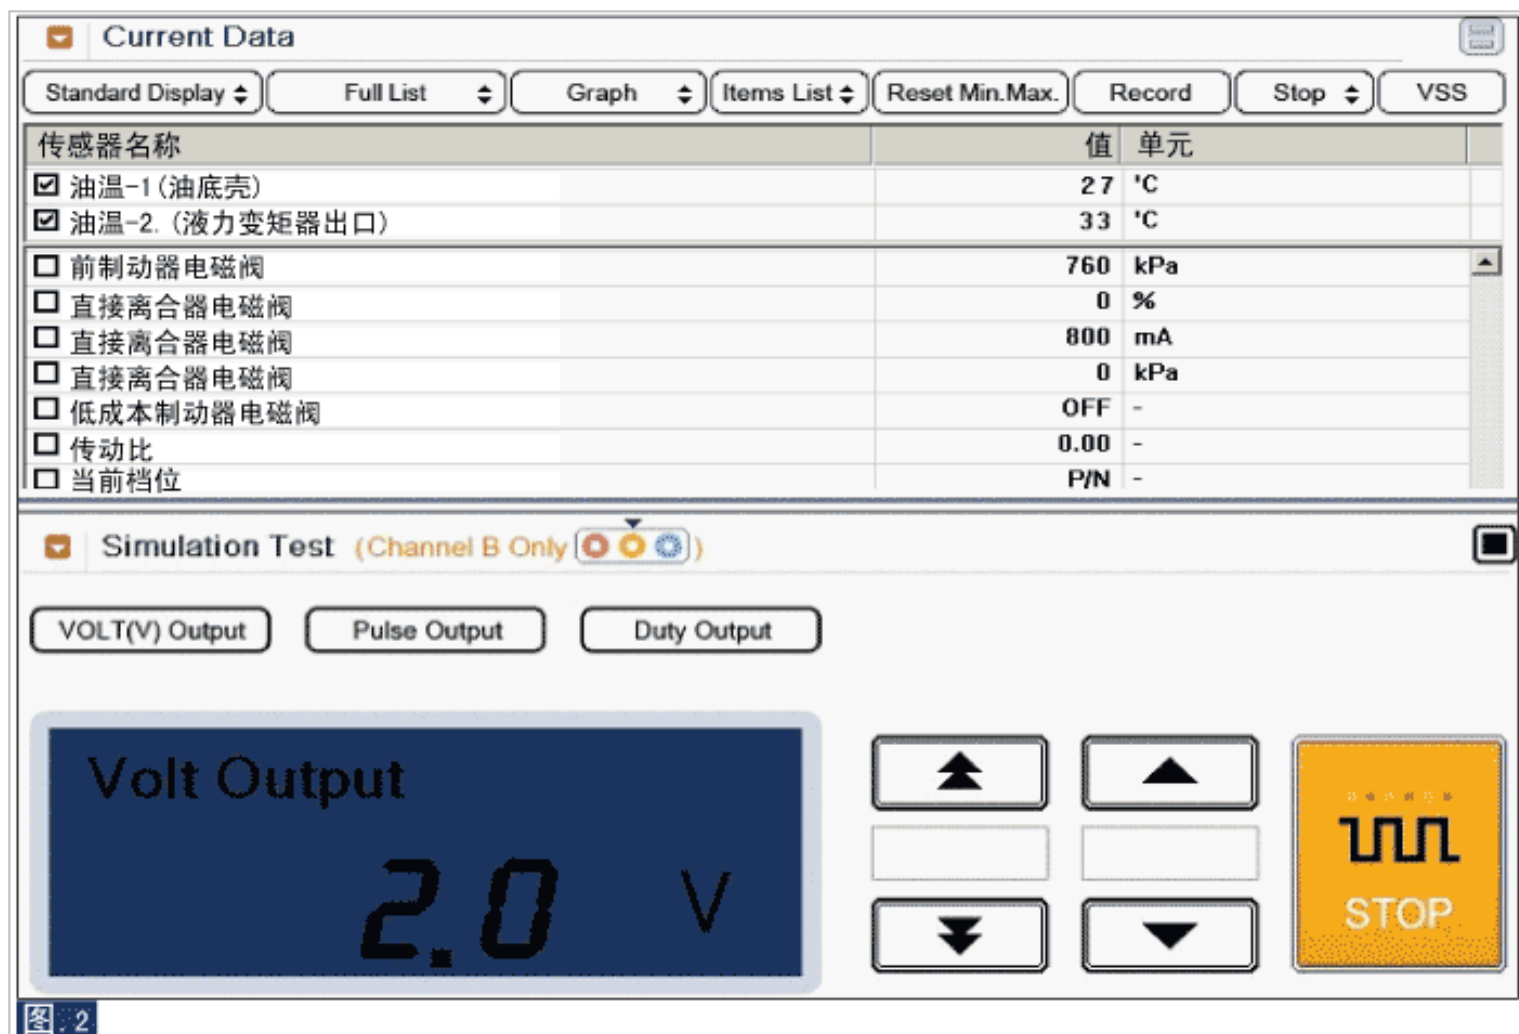 Current Data
Standard Display Full List Graph Items List Reset Min.Max. Record Stop VSS
传感器名称 值 单元
油温-1(油底壳) 27 'C
油温-2.(液力变矩器出口) 33 'C
前制动器电磁阀 760 kPa
直接离合器电磁阀 0 %
直接离合器电磁阀 800 mA
直接离合器电磁阀 0 kPa
低成本制动器电磁阀 OFF -
传动比 0.00 -
当前档位 P/N -
Simulation Test (Channel B Only)
VOLT(V) Output Pulse Output Duty Output
Volt Output
2.0 V
STOP
图.2